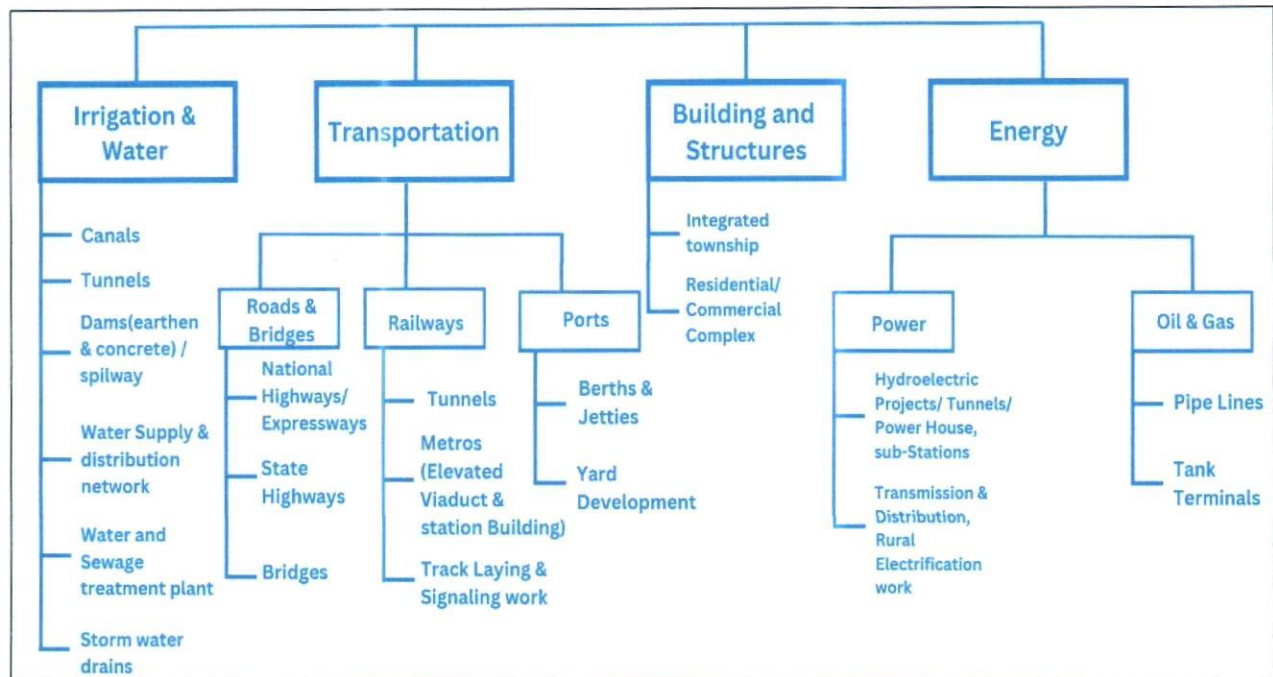 Irrigation &
Water
Transportation
Building and
Structures
Energy
Canals
Tunnels
Dams(earthen
& concrete) /
spilway
Water Supply &
distribution
network
Water and
Sewage
treatment plant
Storm water
drains
Roads &
Bridges
National
Highways/
Expressways
State
Highways
Bridges
Railways
Tunnels
Metros
(Elevated
Viaduct &
station Building)
Track Laying &
Signaling work
Ports
Berths &
Jetties
Yard
Development
Integrated
township
Residential/
Commercial
Complex
Power
Hydroelectric
Projects/ Tunnels/
Power House,
sub-Stations
Transmission &
Distribution,
Rural
Electrification
work
Oil & Gas
Pipe Lines
Tank
Terminals